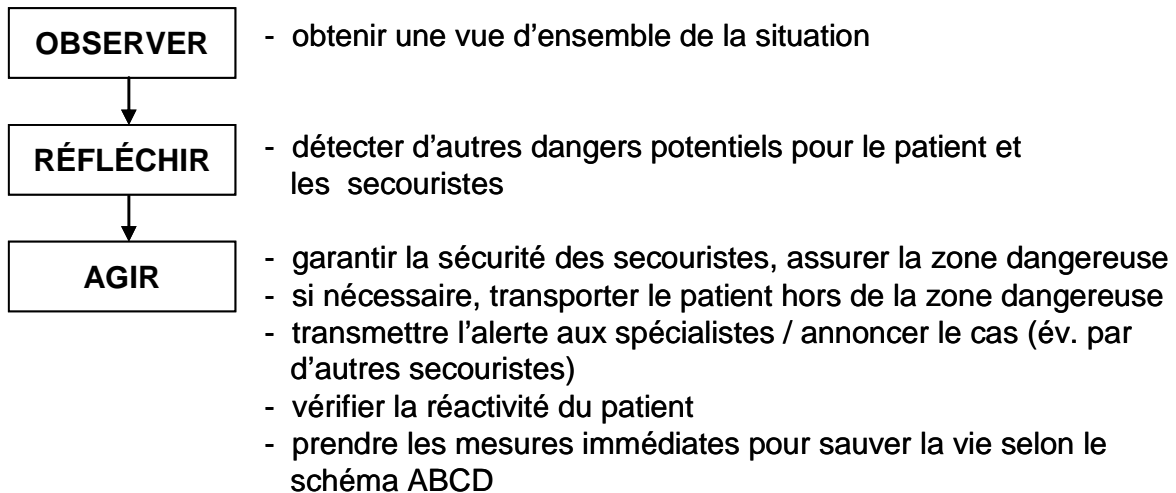 OBSERVER - obtenir une vue d’ensemble de la situation
RÉFLÉCHIR - détecter d’autres dangers potentiels pour le patient et
les secouristes
AGIR - garantir la sécurité des secouristes, assurer la zone dangereuse
- si nécessaire, transporter le patient hors de la zone dangereuse
- transmettre l’alerte aux spécialistes / annoncer le cas (év. par
d’autres secouristes)
- vérifier la réactivité du patient
- prendre les mesures immédiates pour sauver la vie selon le
schéma ABCD